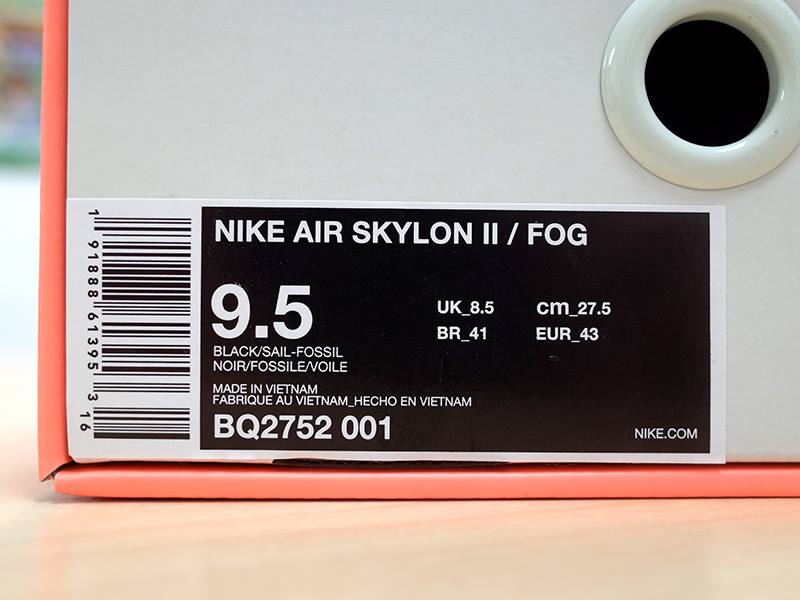 NIKE AIR SKYLON II / FOG
9.5
UK_8.5 cm_27.5
BR_41 EUR_43
BLACK/SAIL-FOSSIL
NOIR/FOSSILE/VOILE
MADE IN VIETNAM
FABRIQUE AU VIETNAM_HECHO EN VIETNAM
BQ2752 001
NIKE.COM
1 91888 61395 3 16